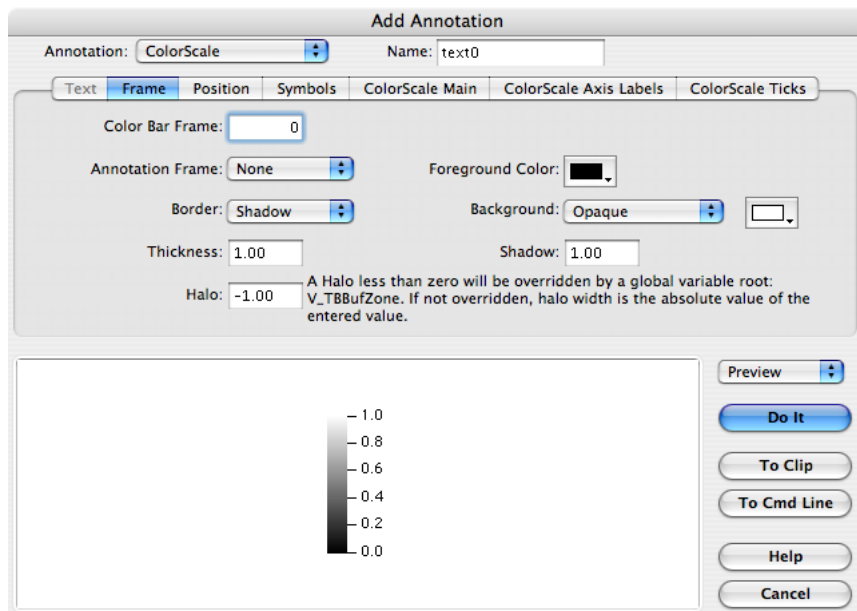 Add Annotation
Annotation: ColorScale Name: text0
Text Frame Position Symbols ColorScale Main ColorScale Axis Labels ColorScale Ticks
Color Bar Frame: 0
Annotation Frame: None Foreground Color:
Border: Shadow Background: Opaque
Thickness: 1.00 Shadow: 1.00
Halo: -1.00 A Halo less than zero will be overridden by a global variable root:
V_TBBufZone. If not overridden, halo width is the absolute value of the
entered value.
Preview
1.0
0.8
0.6
0.4
0.2
0.0
Do It
To Clip
To Cmd Line
Help
Cancel